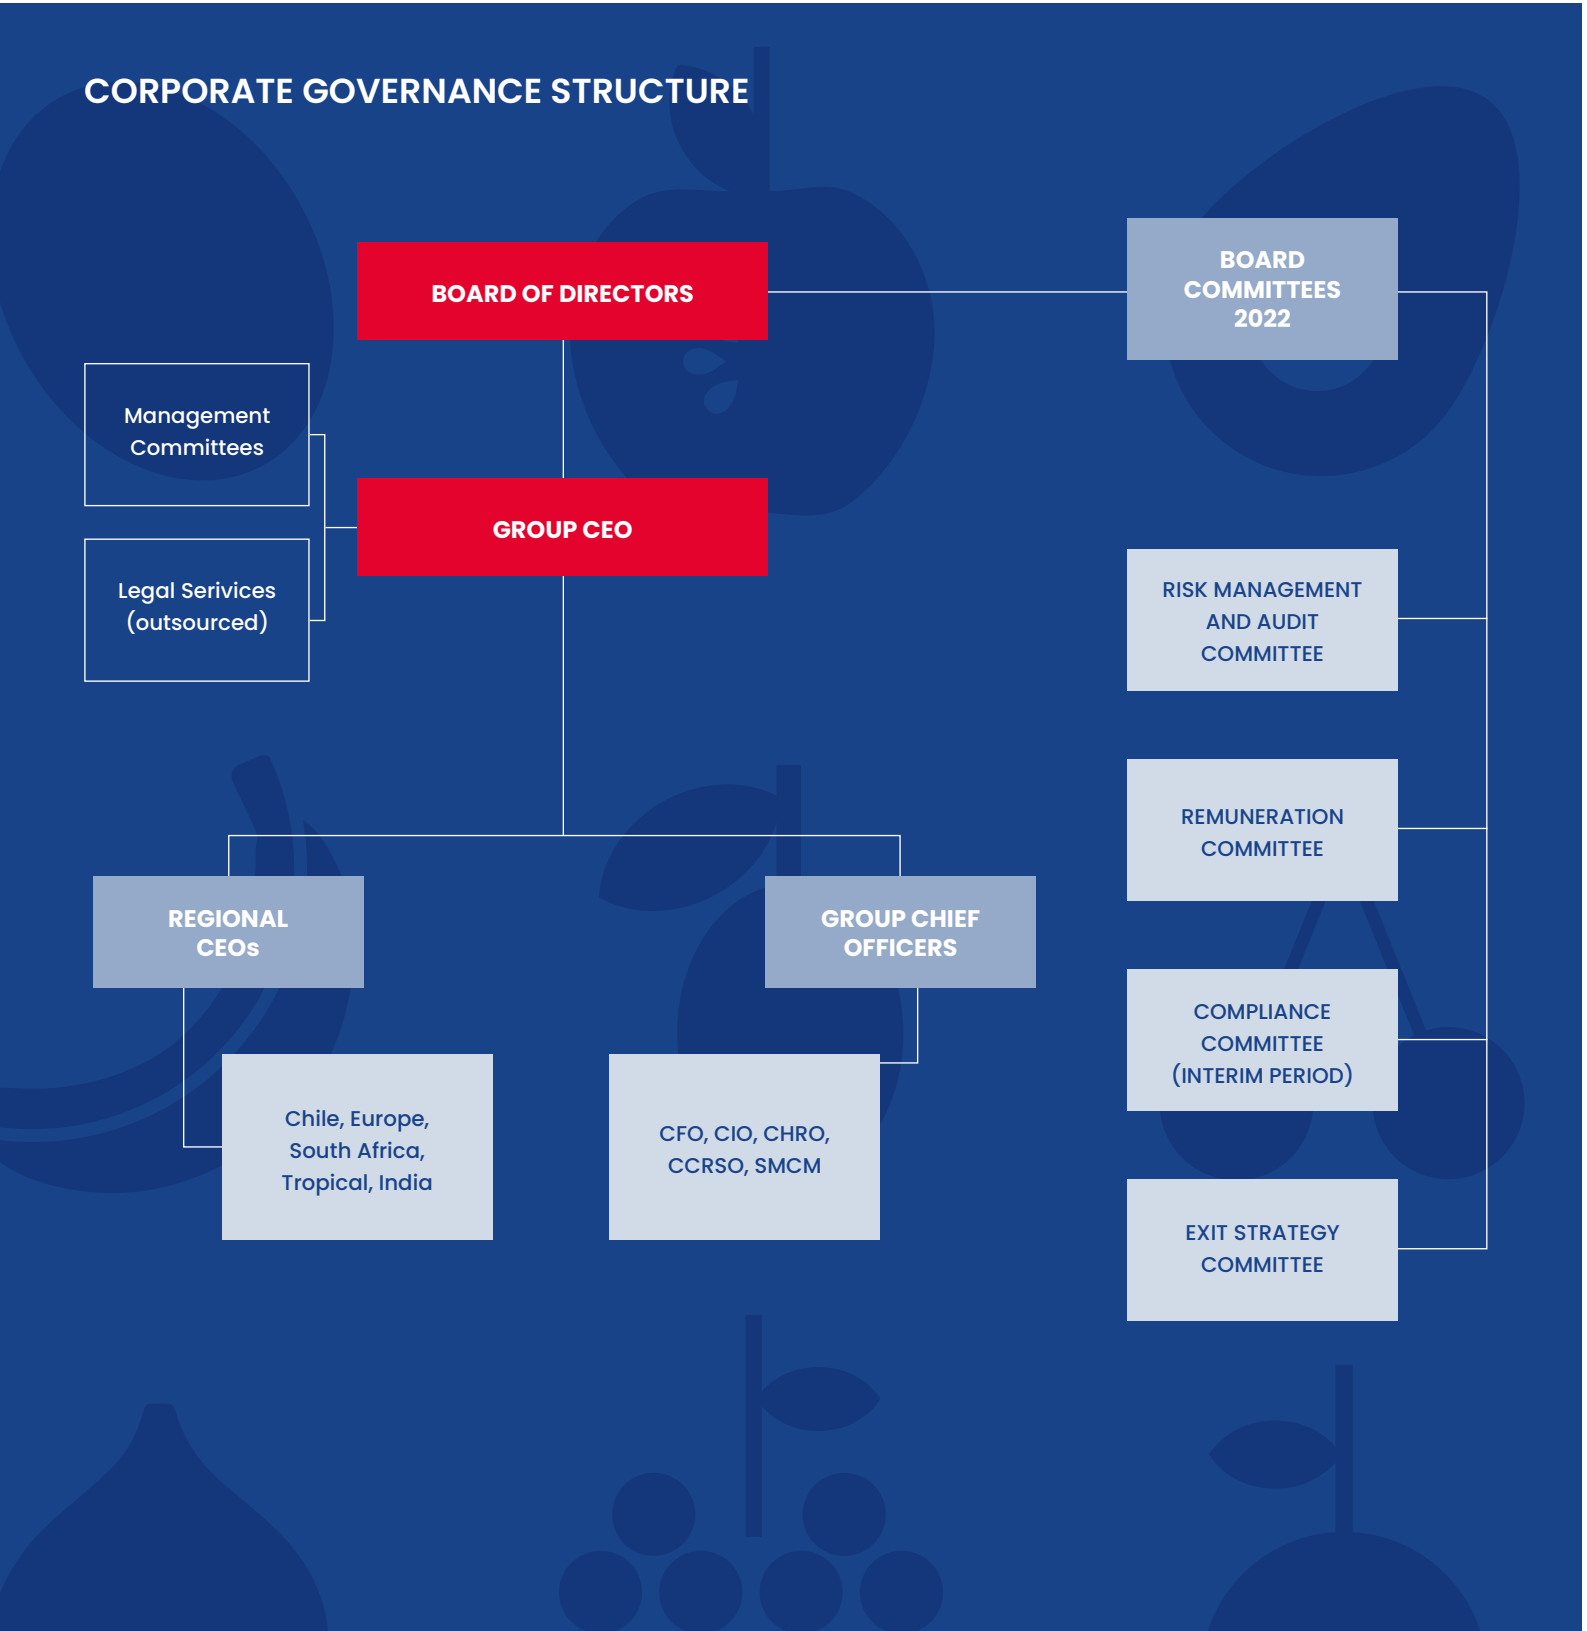 CORPORATE GOVERNANCE STRUCTURE
BOARD OF DIRECTORS
BOARD
COMMITTEES
2022
Management
Committees
GROUP CEO
Legal Serivices
(outsourced)
RISK MANAGEMENT
AND AUDIT
COMMITTEE
REMUNERATION
COMMITTEE
REGIONAL
CEOs
GROUP CHIEF
OFFICERS
COMPLIANCE
COMMITTEE
(INTERIM PERIOD)
Chile, Europe,
South Africa,
Tropical, India
CFO, CIO, CHRO,
CCRSO, SMCM
EXIT STRATEGY
COMMITTEE